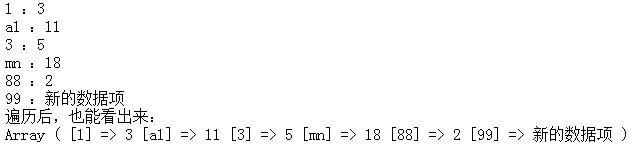 1 : 3
a1 : 11
3 : 5
mn : 18
88 : 2
99 : 新的数据项
遍历后, 也能看出来:
Array ( [1] => 3 [a1] => 11 [3] => 5 [mn] => 18 [88] => 2 [99] => 新的数据项 )